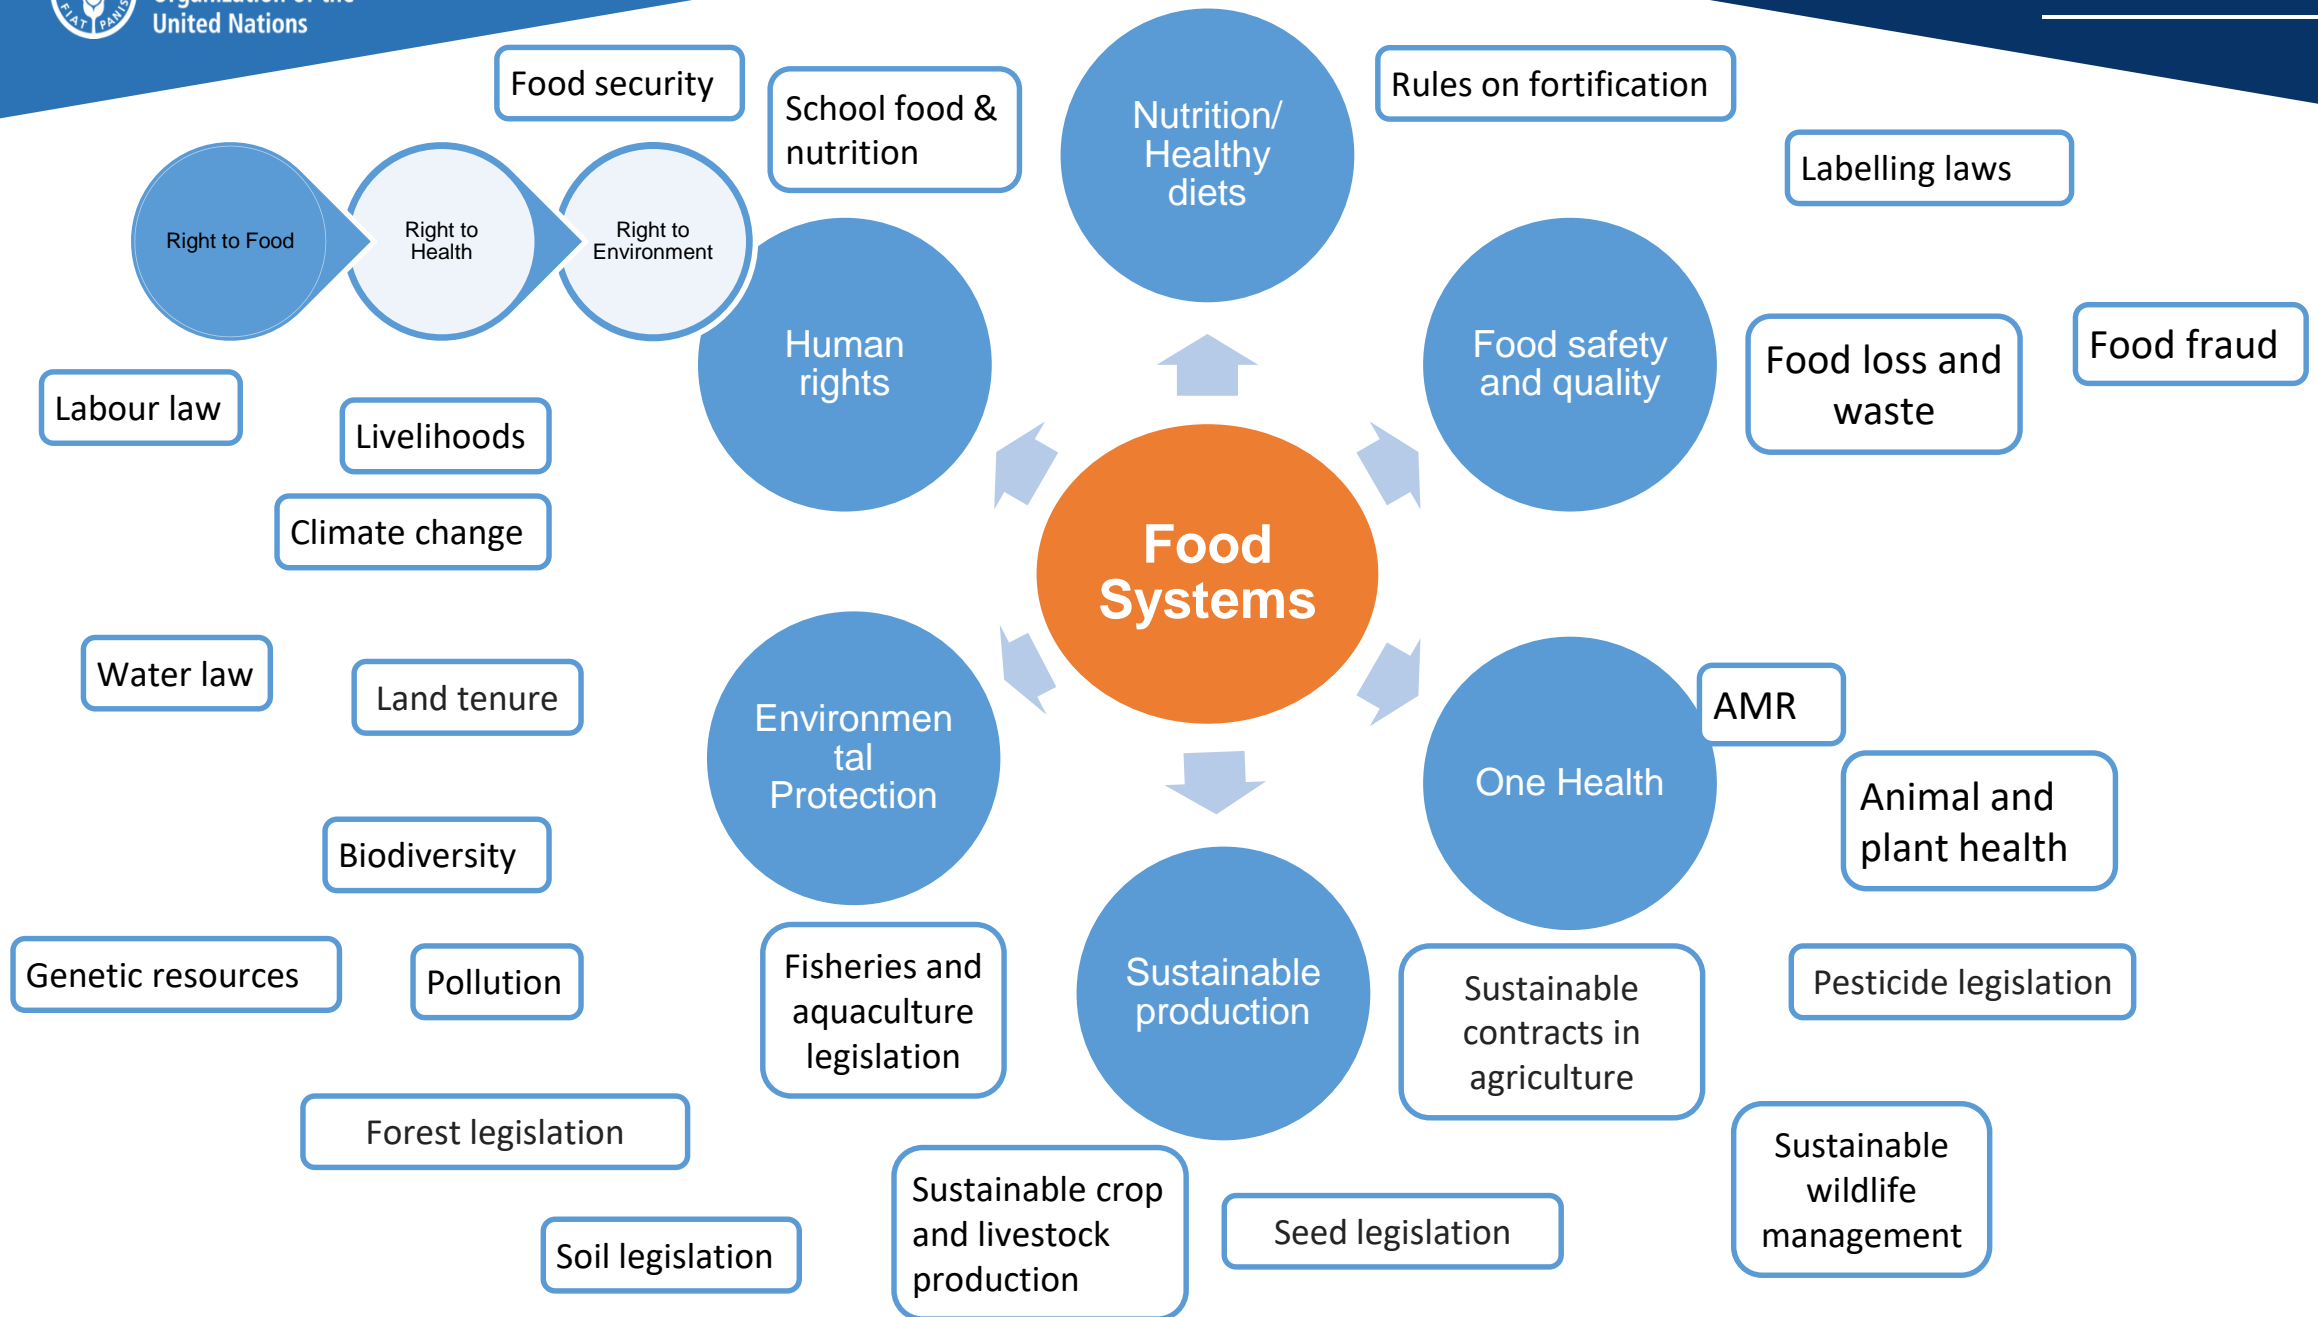 United Nations
FIAT PANIS
Food security
School food &
nutrition
Nutrition/
Healthy
diets
Rules on fortification
Labelling laws
Right to Food
Right to
Health
Right to
Environment
Human
rights
Food safety
and quality
Food loss and
waste
Food fraud
Labour law
Livelihoods
Climate change
Food
Systems
Water law
Land tenure
Environmen
tal
Protection
One Health
AMR
Animal and
plant health
Biodiversity
Genetic resources
Pollution
Fisheries and
aquaculture
legislation
Sustainable
production
Sustainable
contracts in
agriculture
Pesticide legislation
Forest legislation
Soil legislation
Sustainable crop
and livestock
production
Seed legislation
Sustainable
wildlife
management